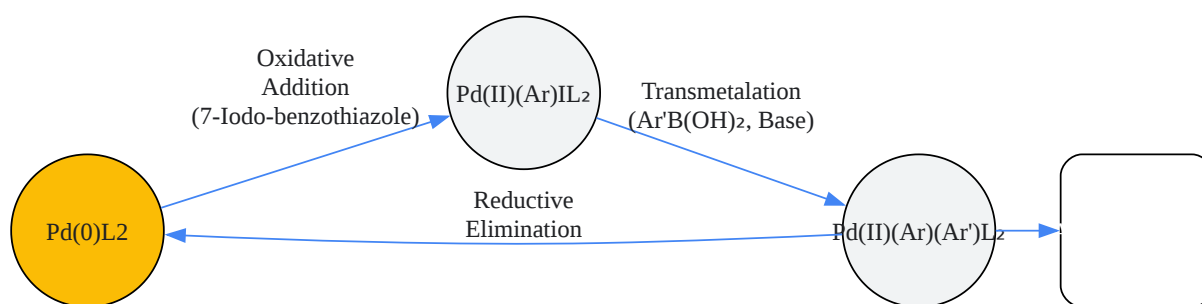 Oxidative
Addition
(7-Iodo-benzothiazole)
Pd(II)(Ar)IL₂
Transmetalation
(Ar'B(OH)₂, Base)
Pd(0)L2
Reductive
Elimination
Pd(II)(Ar)(Ar')L₂